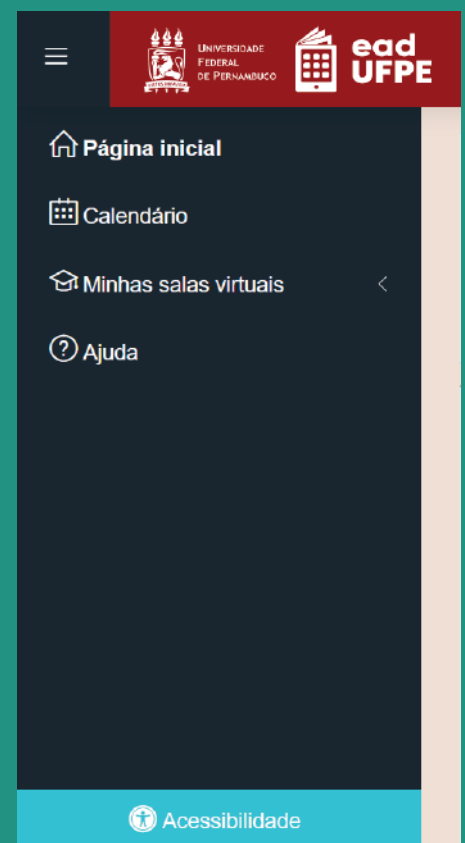 UNIVERSIDADE
FEDERAL
DE PERNAMBUCO
ead
UFPE
Página inicial
Calendário
Minhas salas virtuais
Ajuda
Acessibilidade